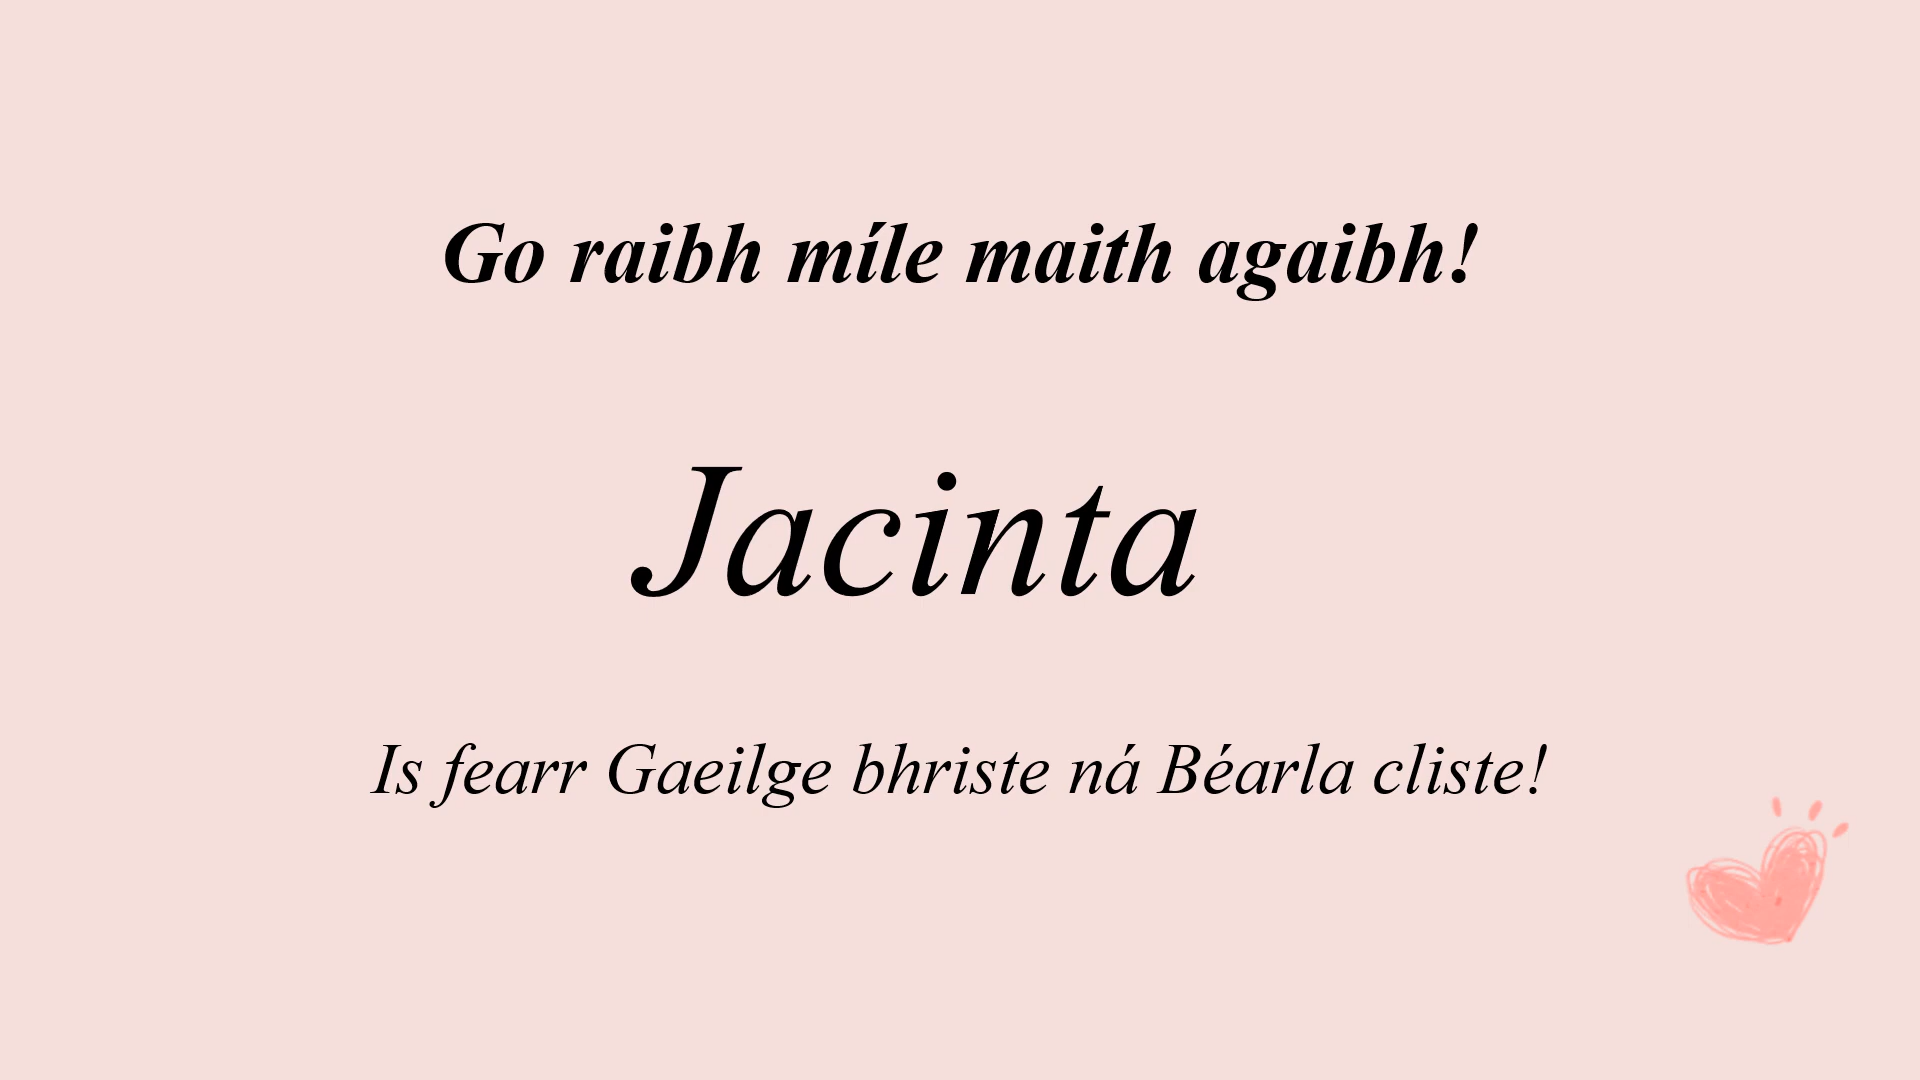 Go raibh míle maith agaibh!
Jacinta
Is fearr Gaeilge bhriste ná Béarla cliste!